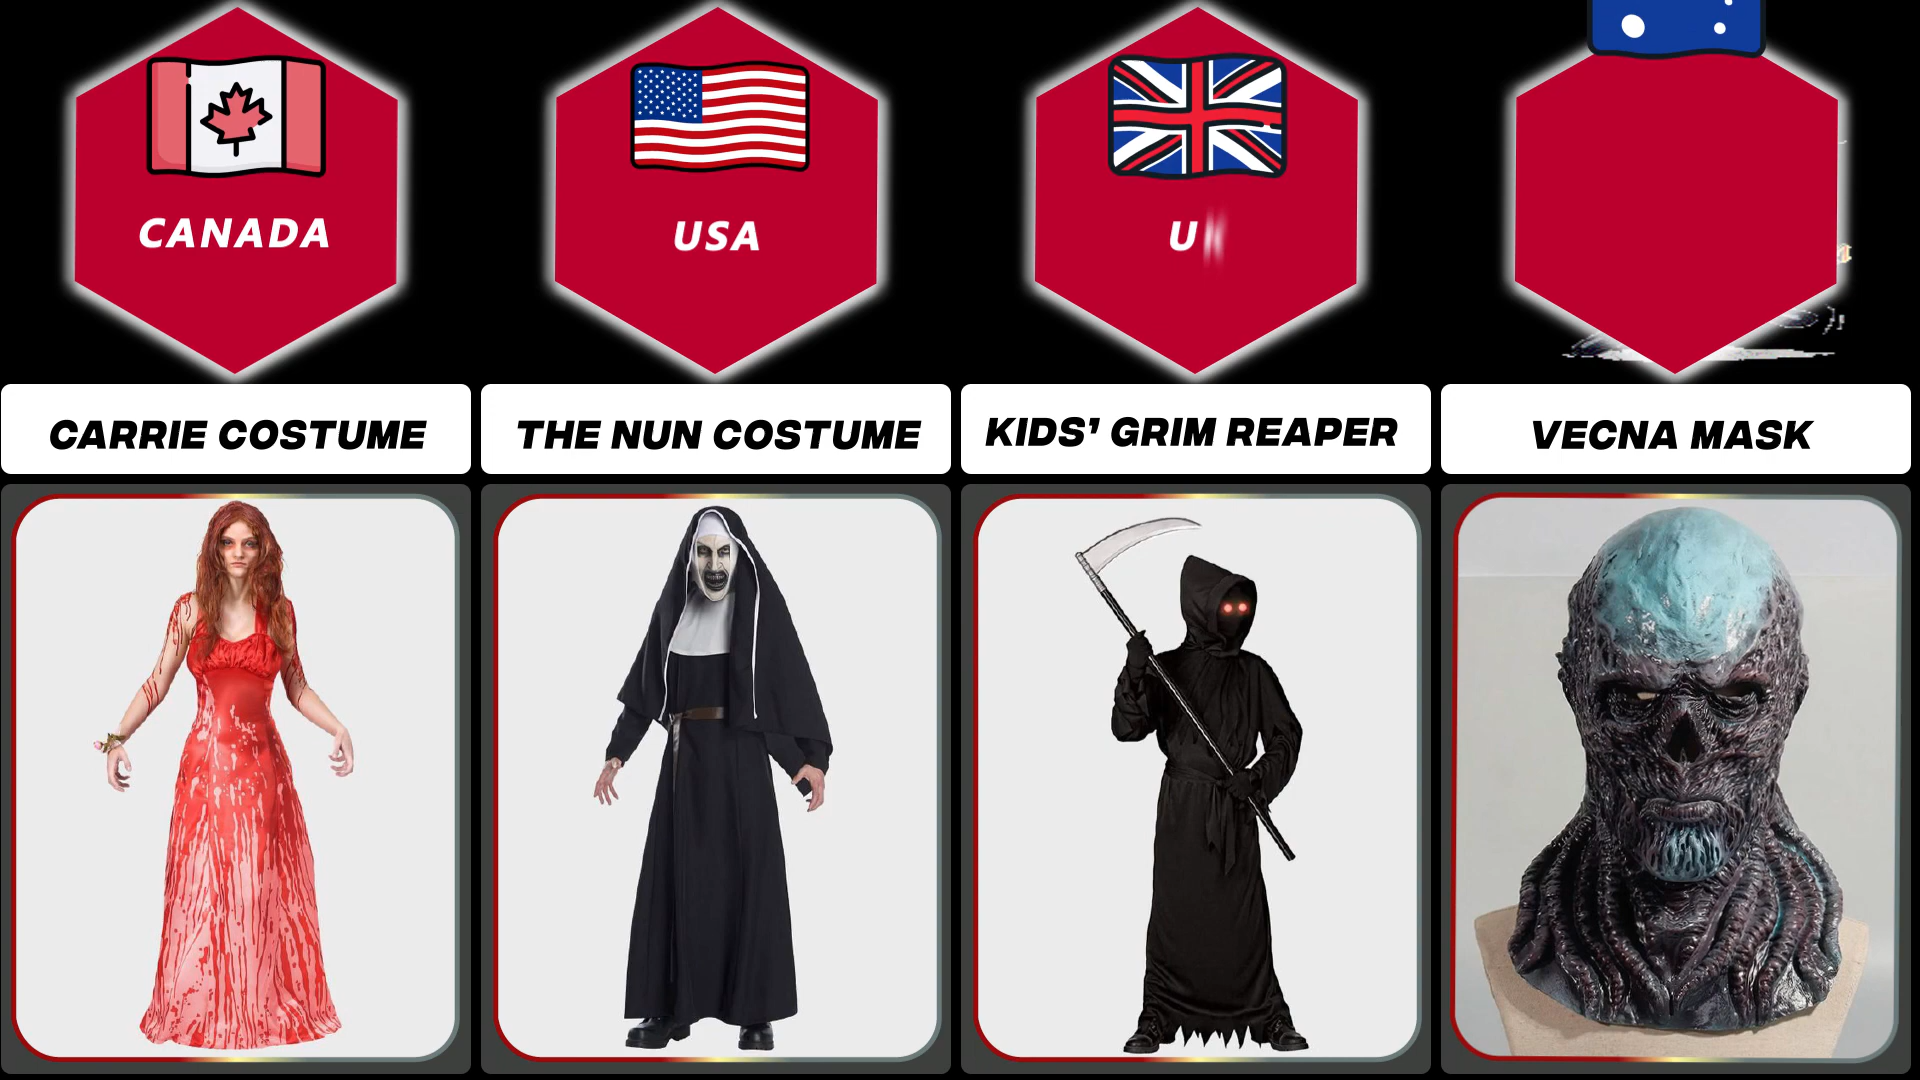 CANADA
USA
U
CARRIE COSTUME
THE NUN COSTUME
KIDS’ GRIM REAPER
VECNA MASK